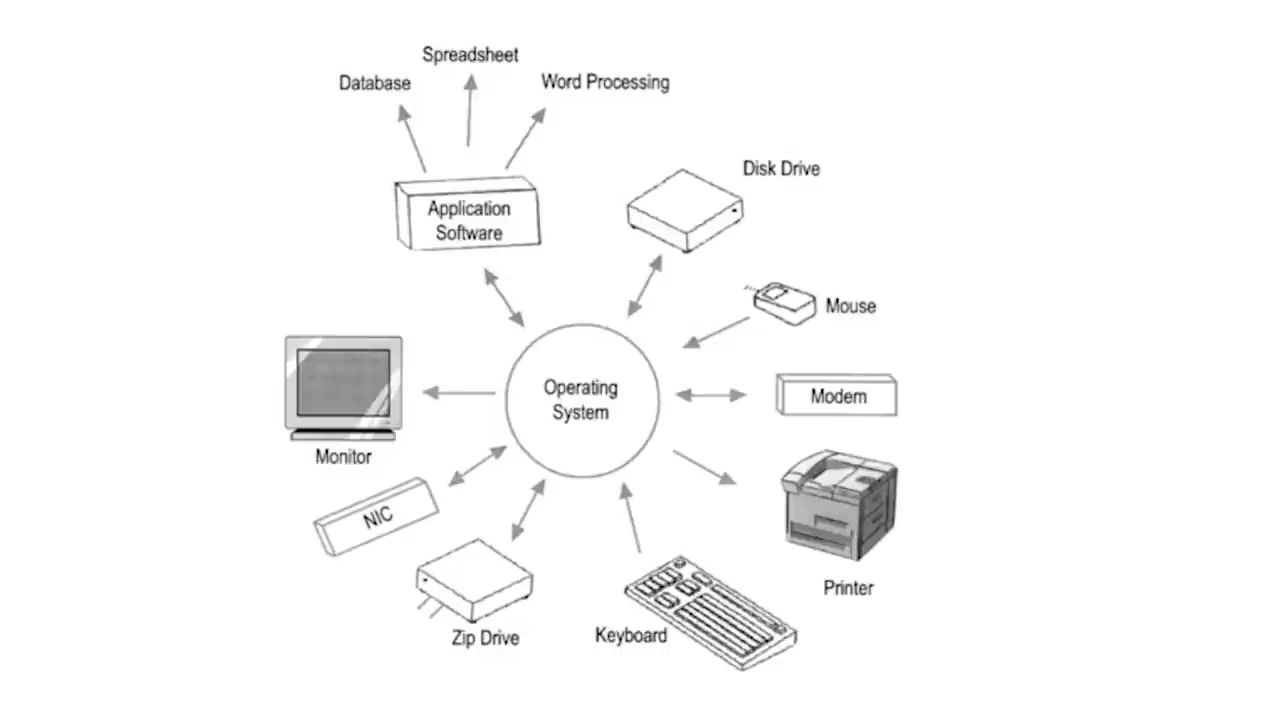 Spreadsheet
Database
Word Processing
Disk Drive
Application
Software
Mouse
Operating
System
Modem
Monitor
NIC
Printer
Zip Drive
Keyboard